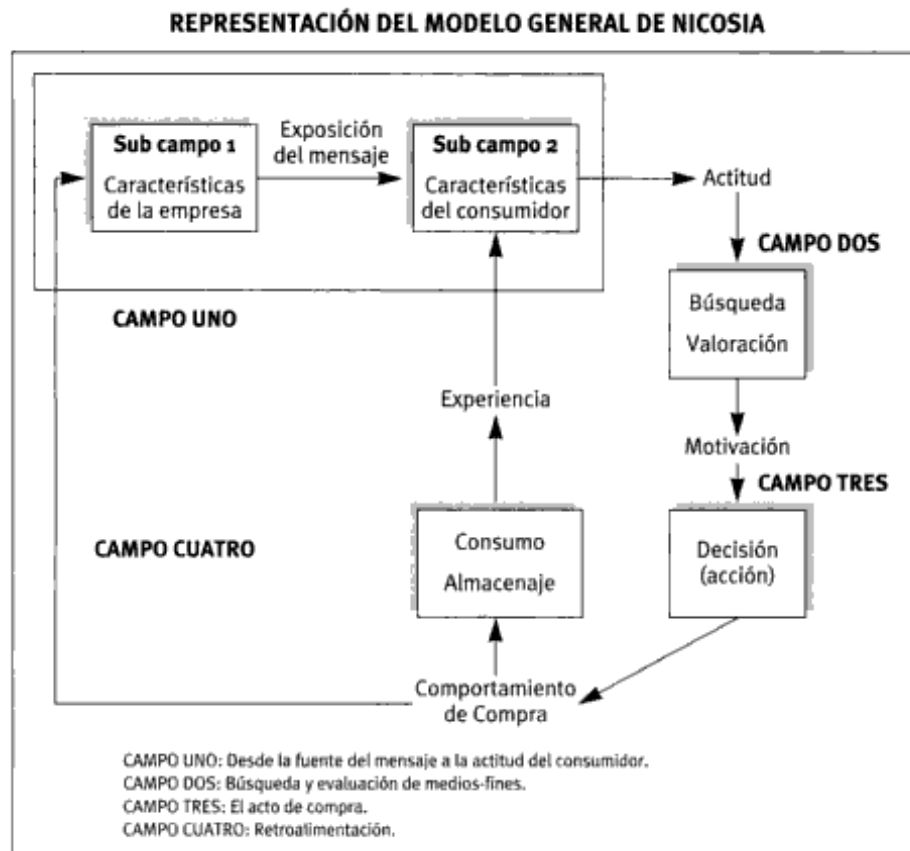 REPRESENTACIÓN DEL MODELO GENERAL DE NICOSIA
Sub campo 1
Características
de la empresa
Exposición
del mensaje
Sub campo 2
Características
del consumidor
Actitud
CAMPO DOS
Búsqueda
Valoración
CAMPO UNO
Experiencia
Motivación
CAMPO TRES
CAMPO CUATRO
Consumo
Almacenaje
Decisión
(acción)
Comportamiento
de Compra
CAMPO UNO: Desde la fuente del mensaje a la actitud del consumidor.
CAMPO DOS: Búsqueda y evaluación de medios-fines.
CAMPO TRES: El acto de compra.
CAMPO CUATRO: Retroalimentación.